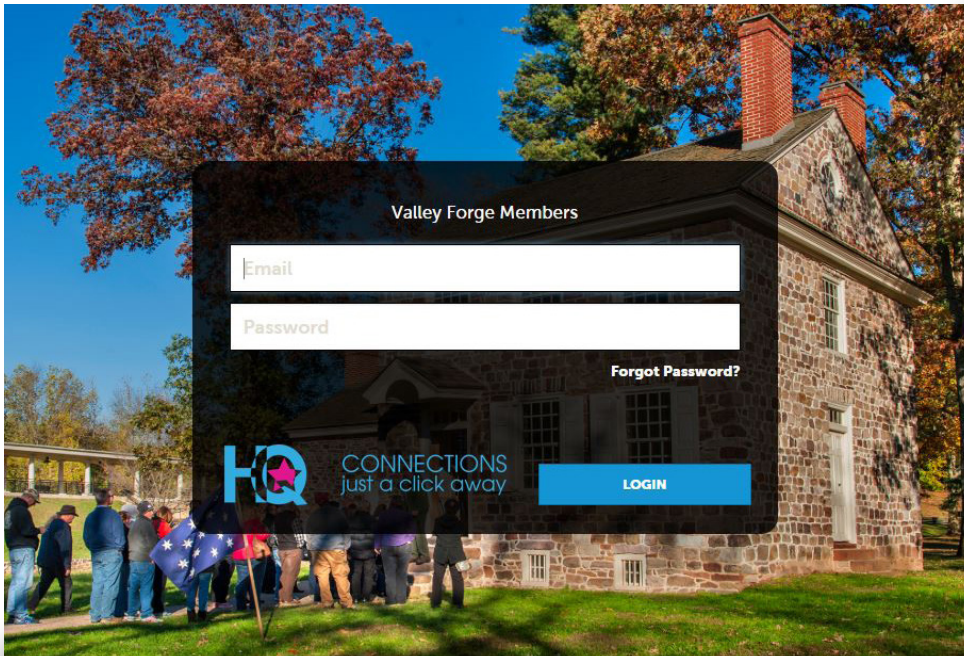 Valley Forge Members
Email
Password
Forgot Password?
HQ
CONNECTIONS
just a click away
LOGIN